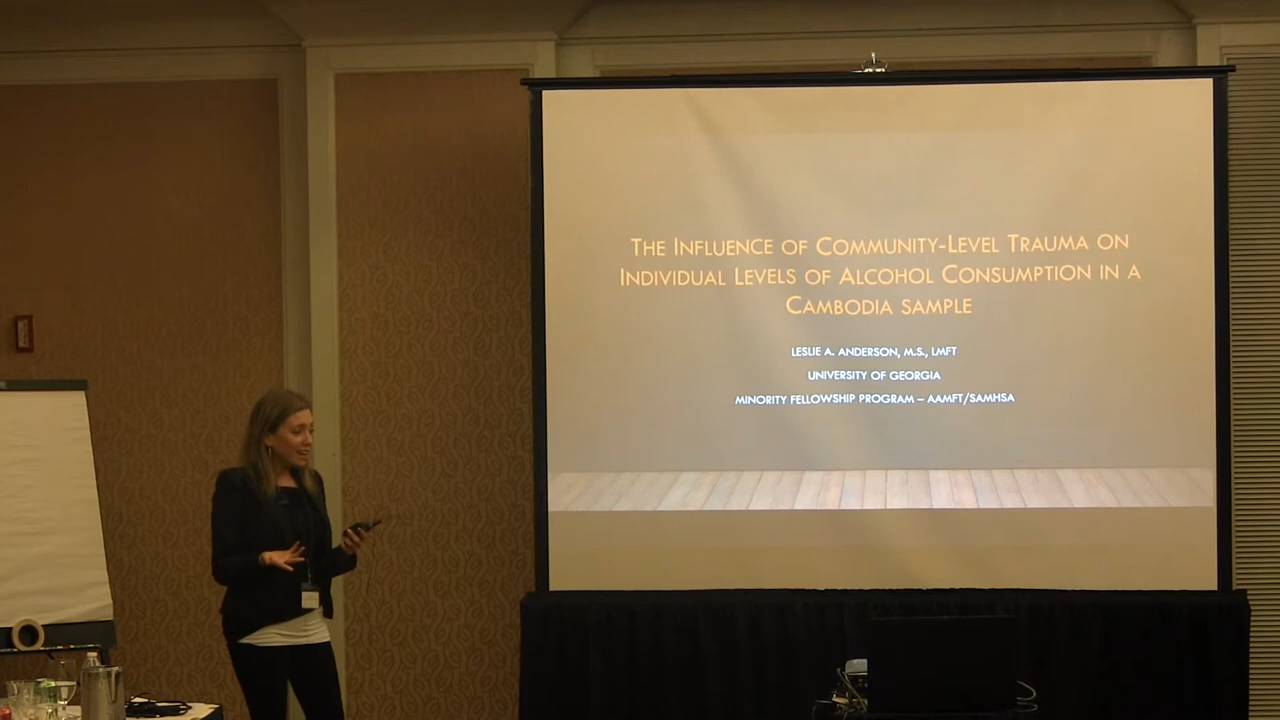 The Influence of Community-Level Trauma on
Individual Levels of Alcohol Consumption in a
Cambodia sample
LESLIE A. ANDERSON, M.S., LMFT
UNIVERSITY OF GEORGIA
MINORITY FELLOWSHIP PROGRAM – AAMFT/SAMHSA